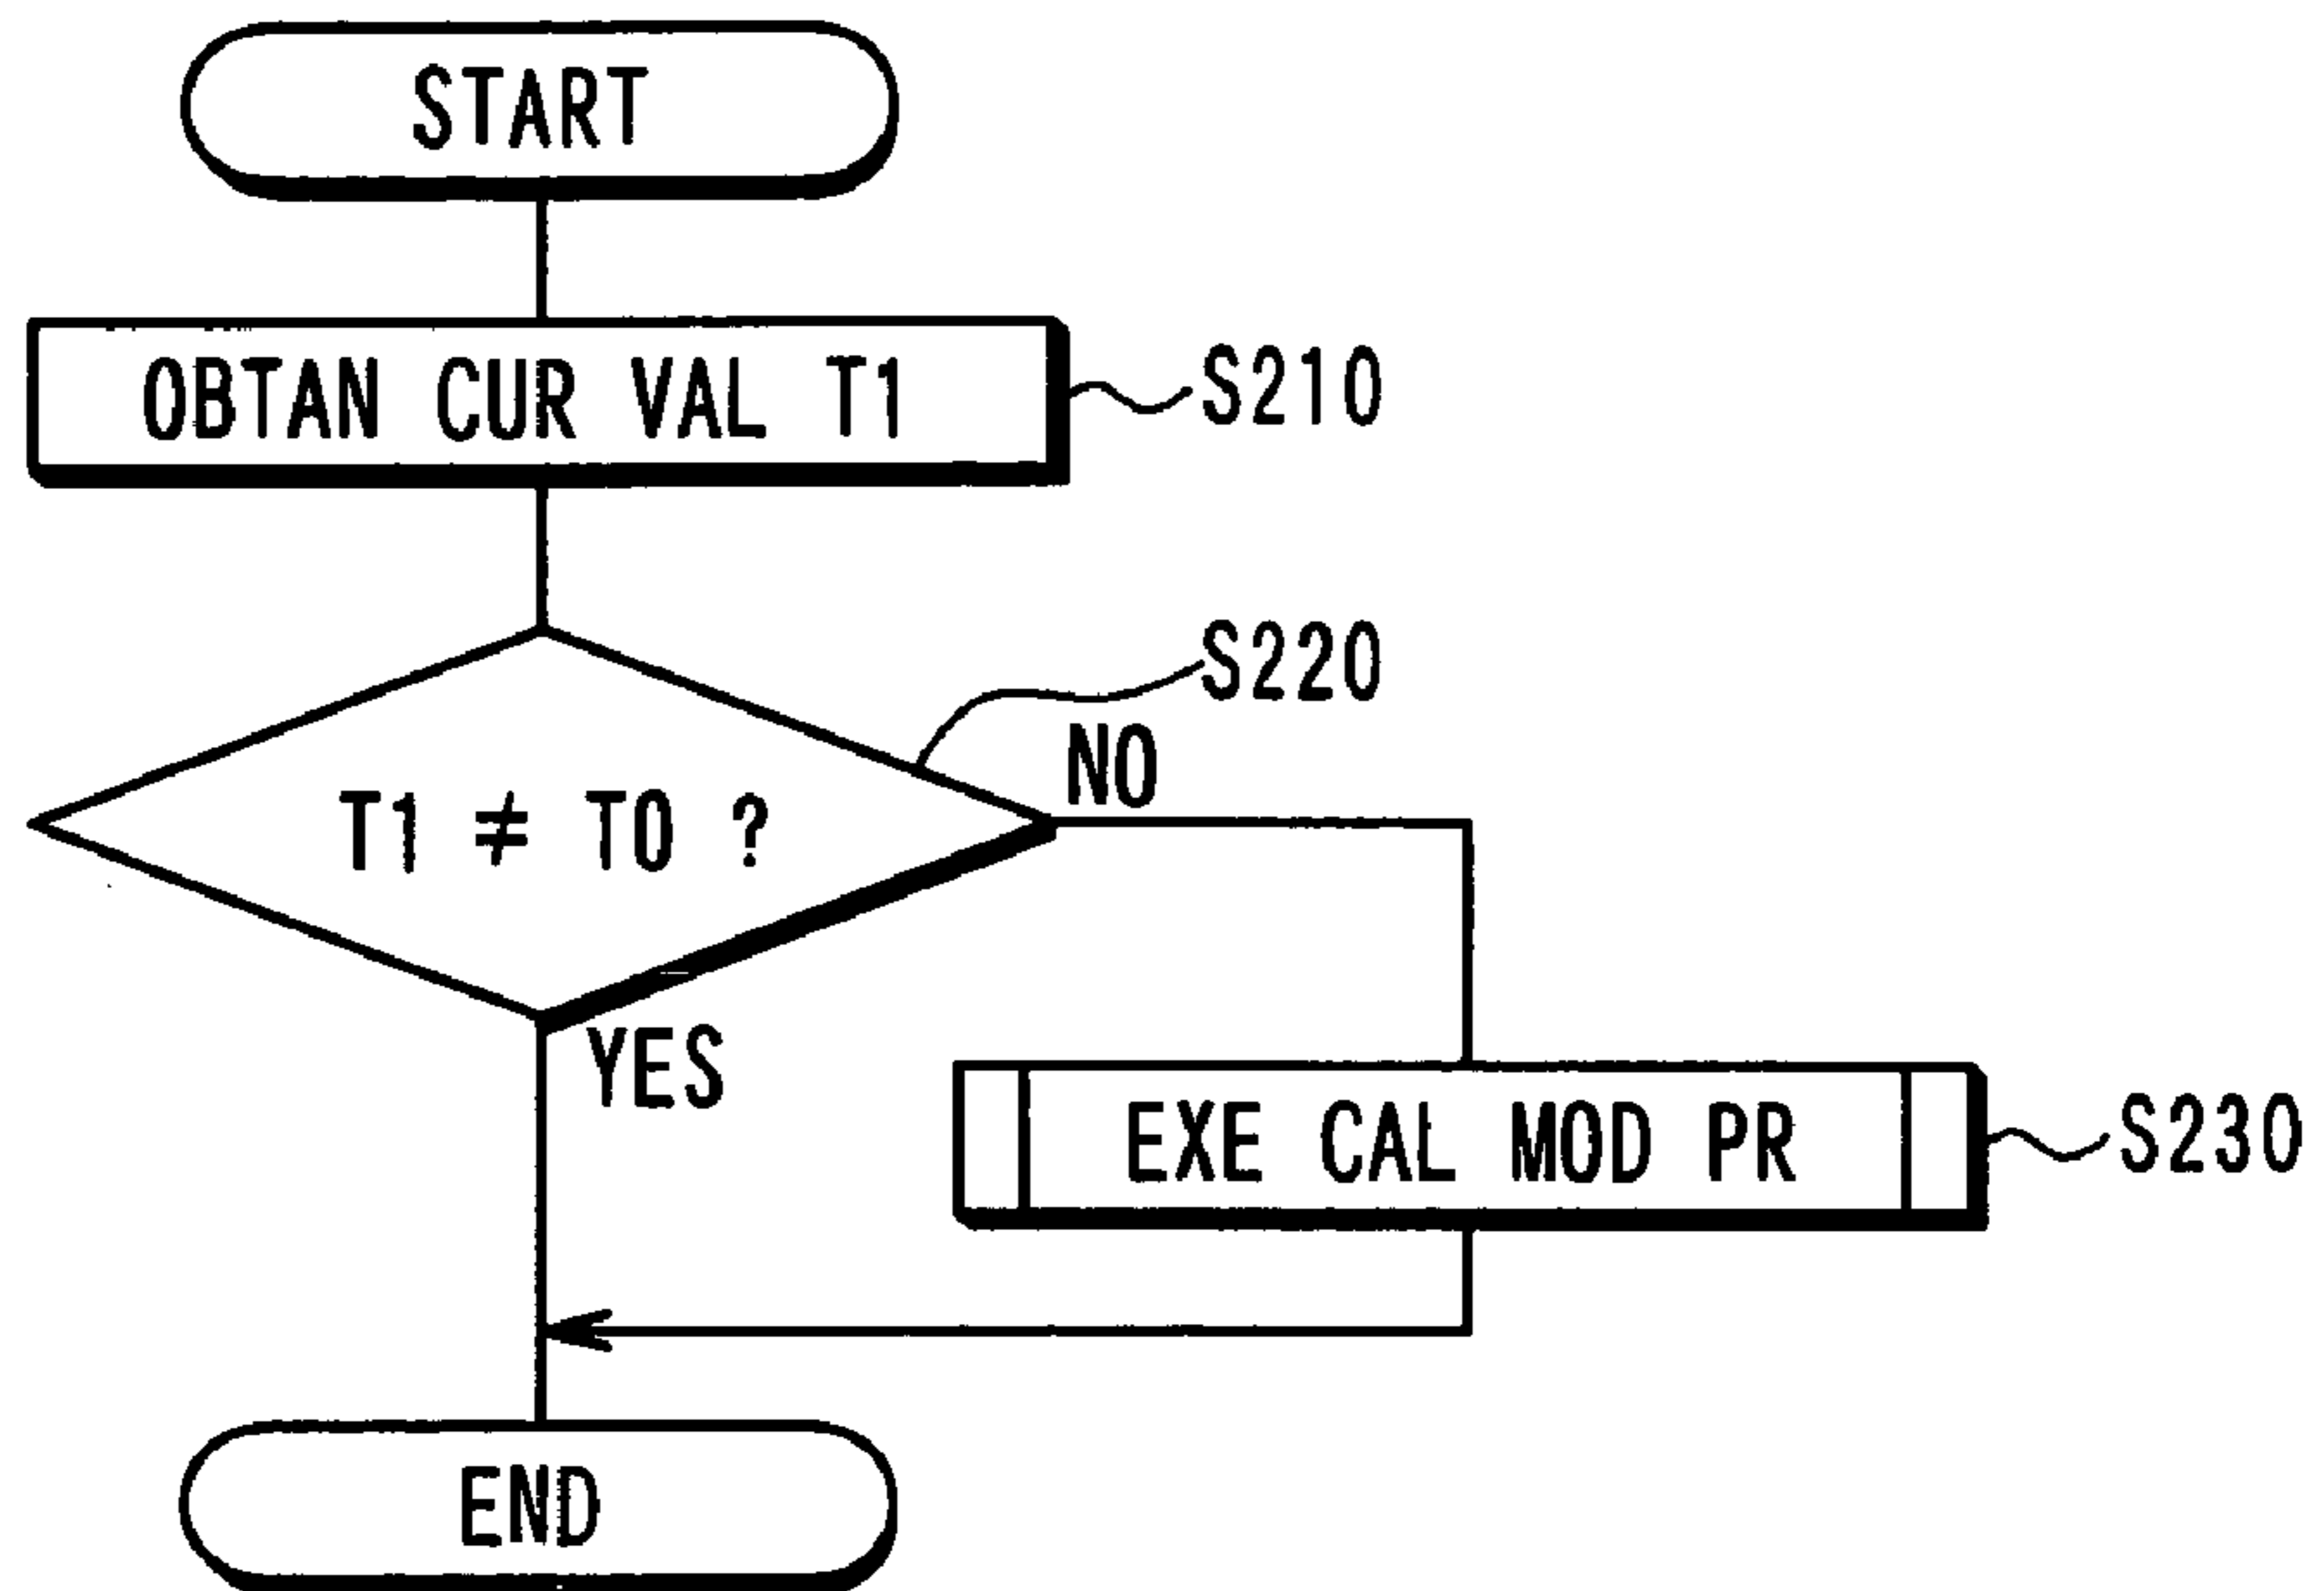 START
OBTAN CUR VAL T1
S210
S220
NO
T1 ≠ T0 ?
YES
EXE CAL MOD PR
S230
END